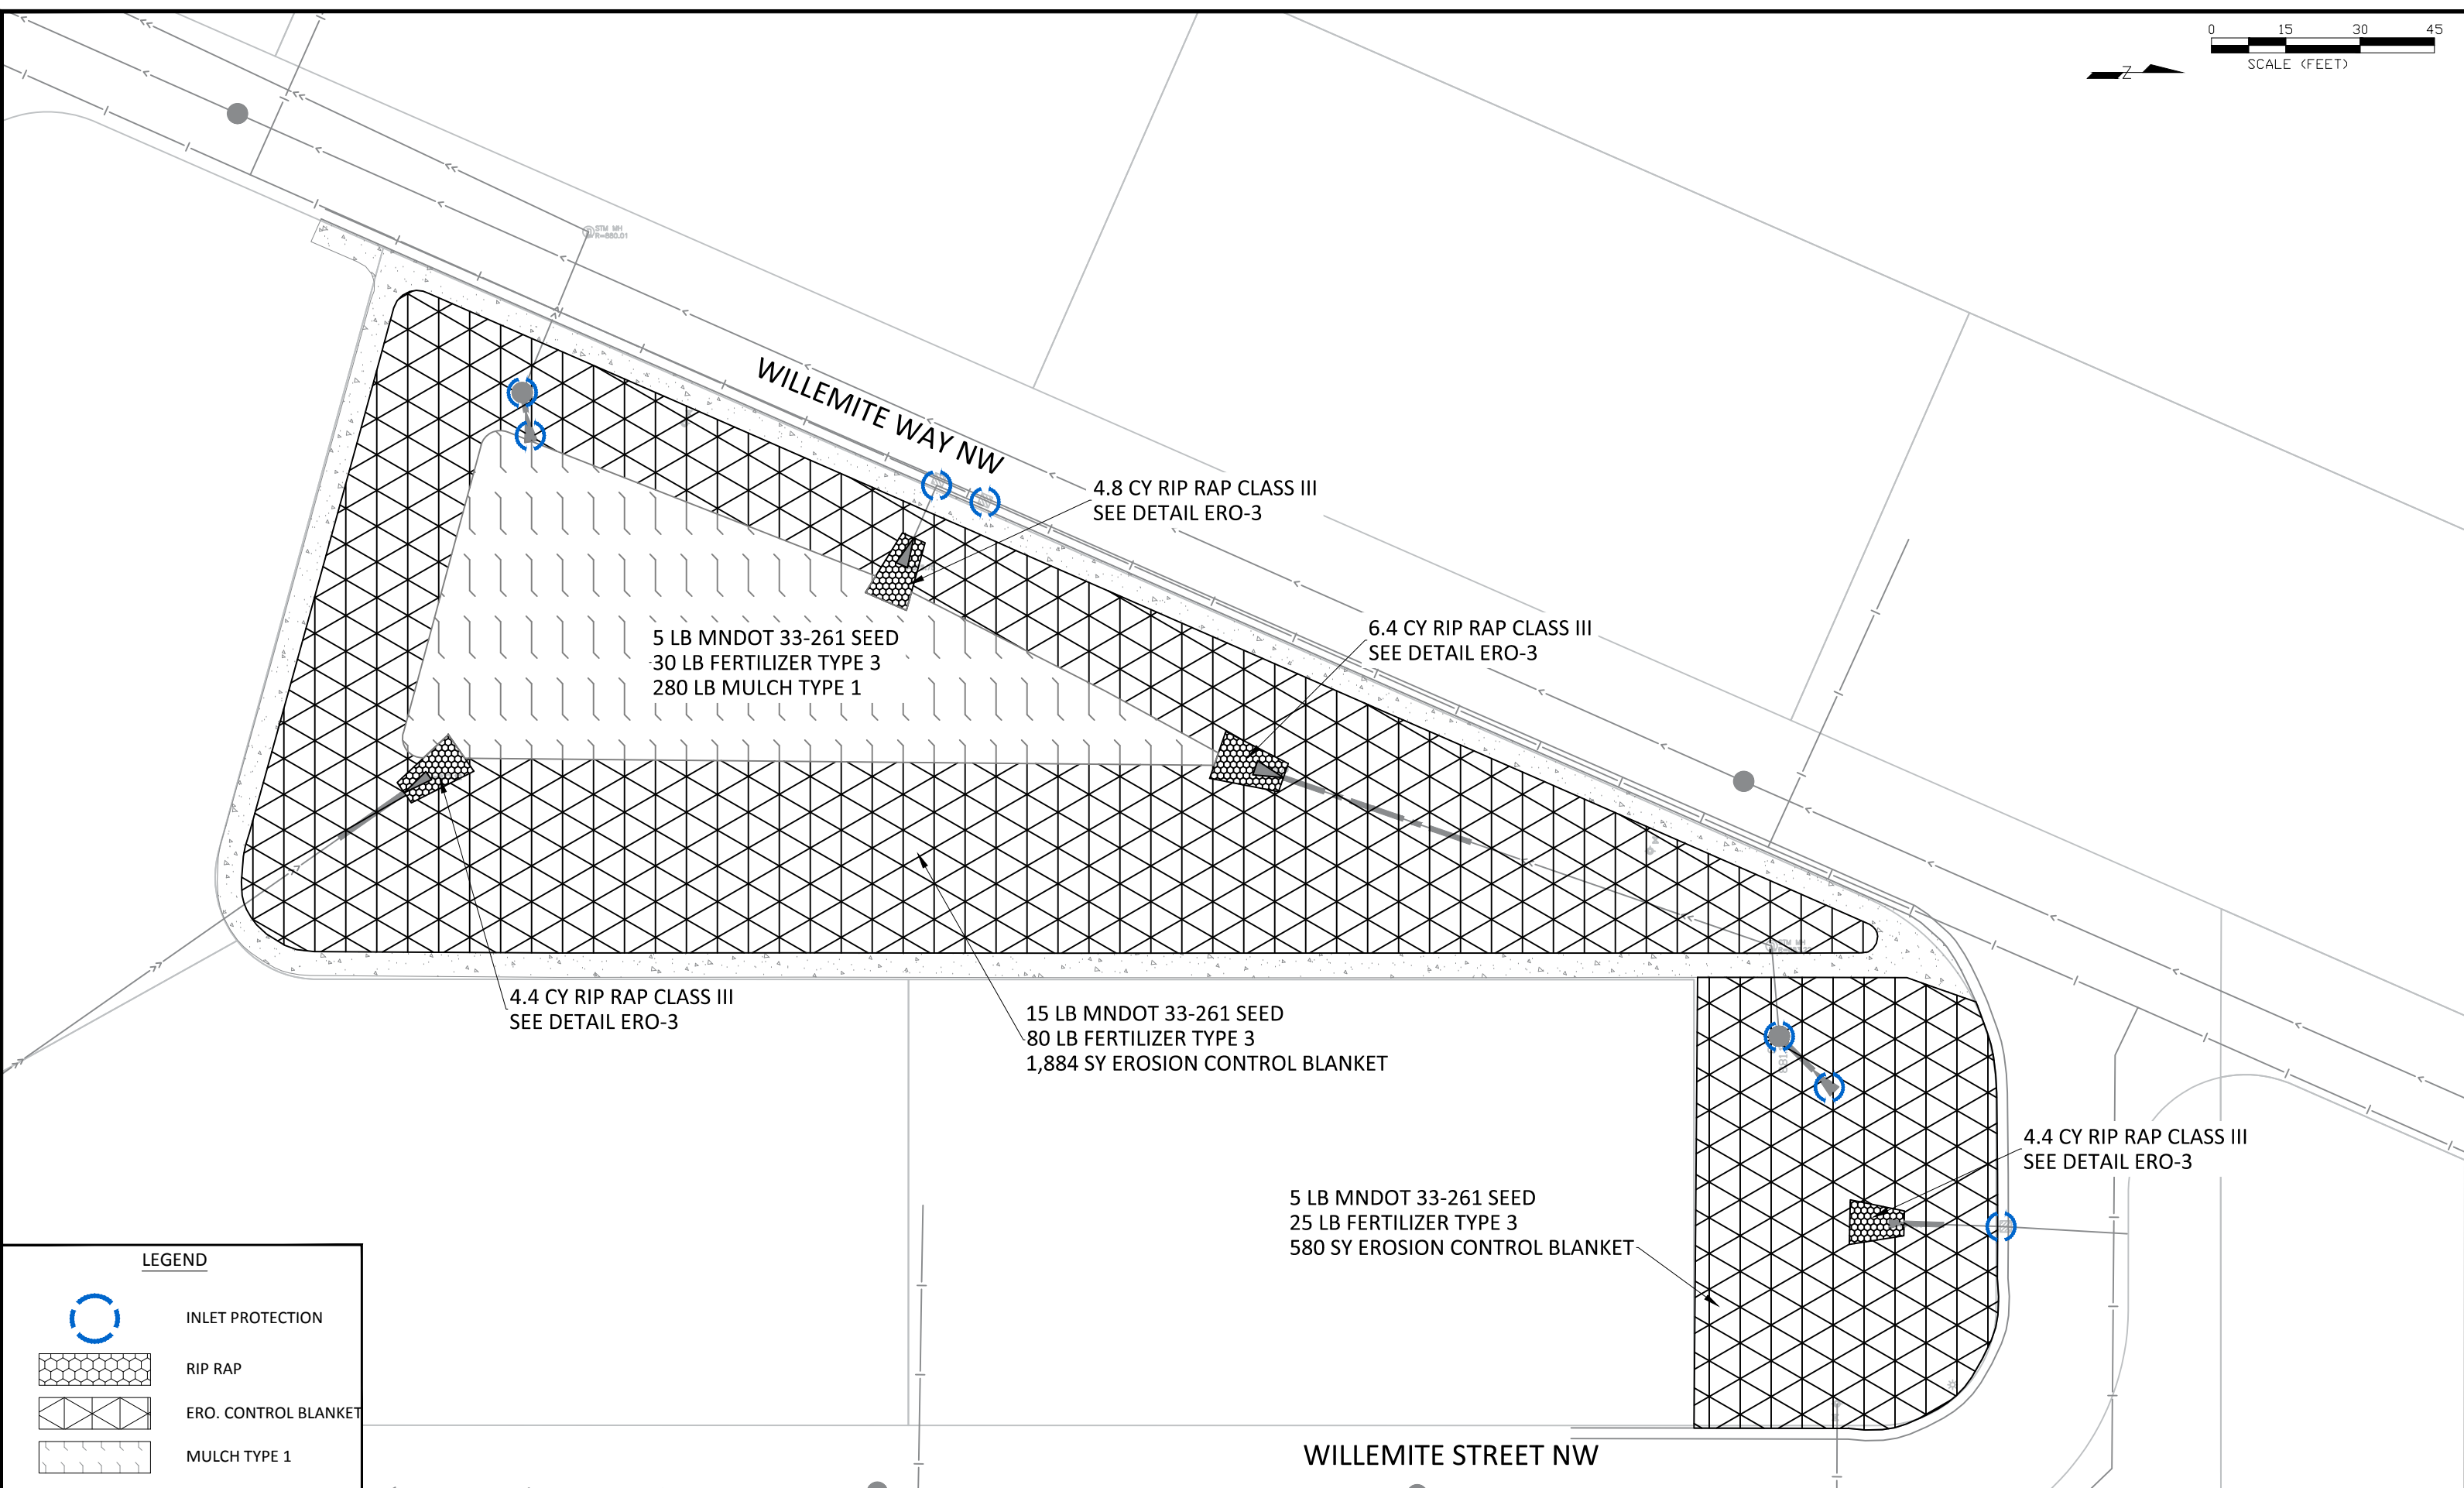 0 15 30 45
SCALE (FEET)
Z
STM MH
R=880.01
WILLEMITE WAY NW
4.8 CY RIP RAP CLASS III
SEE DETAIL ERO-3
6.4 CY RIP RAP CLASS III
SEE DETAIL ERO-3
5 LB MNDOT 33-261 SEED
30 LB FERTILIZER TYPE 3
280 LB MULCH TYPE 1
STM MH
4.4 CY RIP RAP CLASS III
SEE DETAIL ERO-3
15 LB MNDOT 33-261 SEED
80 LB FERTILIZER TYPE 3
1,884 SY EROSION CONTROL BLANKET
4.4 CY RIP RAP CLASS III
SEE DETAIL ERO-3
5 LB MNDOT 33-261 SEED
25 LB FERTILIZER TYPE 3
580 SY EROSION CONTROL BLANKET
LEGEND
INLET PROTECTION
RIP RAP
ERO. CONTROL BLANKET
MULCH TYPE 1
WILLEMITE STREET NW